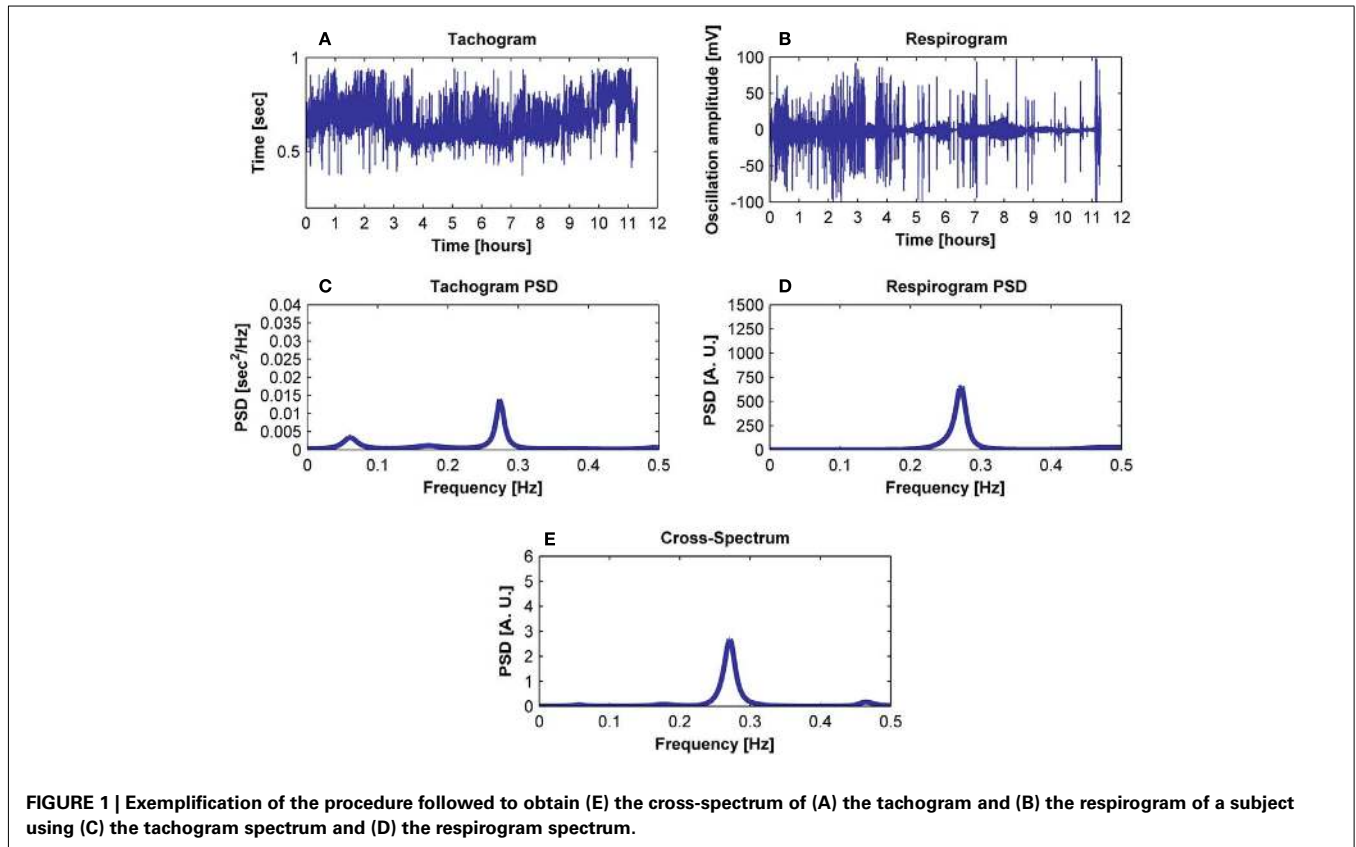 A
Tachogram
1
0.5
Time [sec]
0 1 2 3 4 5 6 7 8 9 10 11 12
Time [hours]
B
Respirogram
100
50
0
-50
-100
Oscillation amplitude [mV]
0 1 2 3 4 5 6 7 8 9 10 11 12
Time [hours]
C
Tachogram PSD
0.04
0.035
0.03
0.025
0.02
0.015
0.01
0.005
0
PSD [sec²/Hz]
0 0.1 0.2 0.3 0.4 0.5
Frequency [Hz]
D
Respirogram PSD
1500
1250
1000
750
500
250
0
PSD [A. U.]
0 0.1 0.2 0.3 0.4 0.5
Frequency [Hz]
E
Cross-Spectrum
6
5
4
3
2
1
0
PSD [A. U.]
0 0.1 0.2 0.3 0.4 0.5
Frequency [Hz]
FIGURE 1 | Exemplification of the procedure followed to obtain (E) the cross-spectrum of (A) the tachogram and (B) the respirogram of a subject
using (C) the tachogram spectrum and (D) the respirogram spectrum.